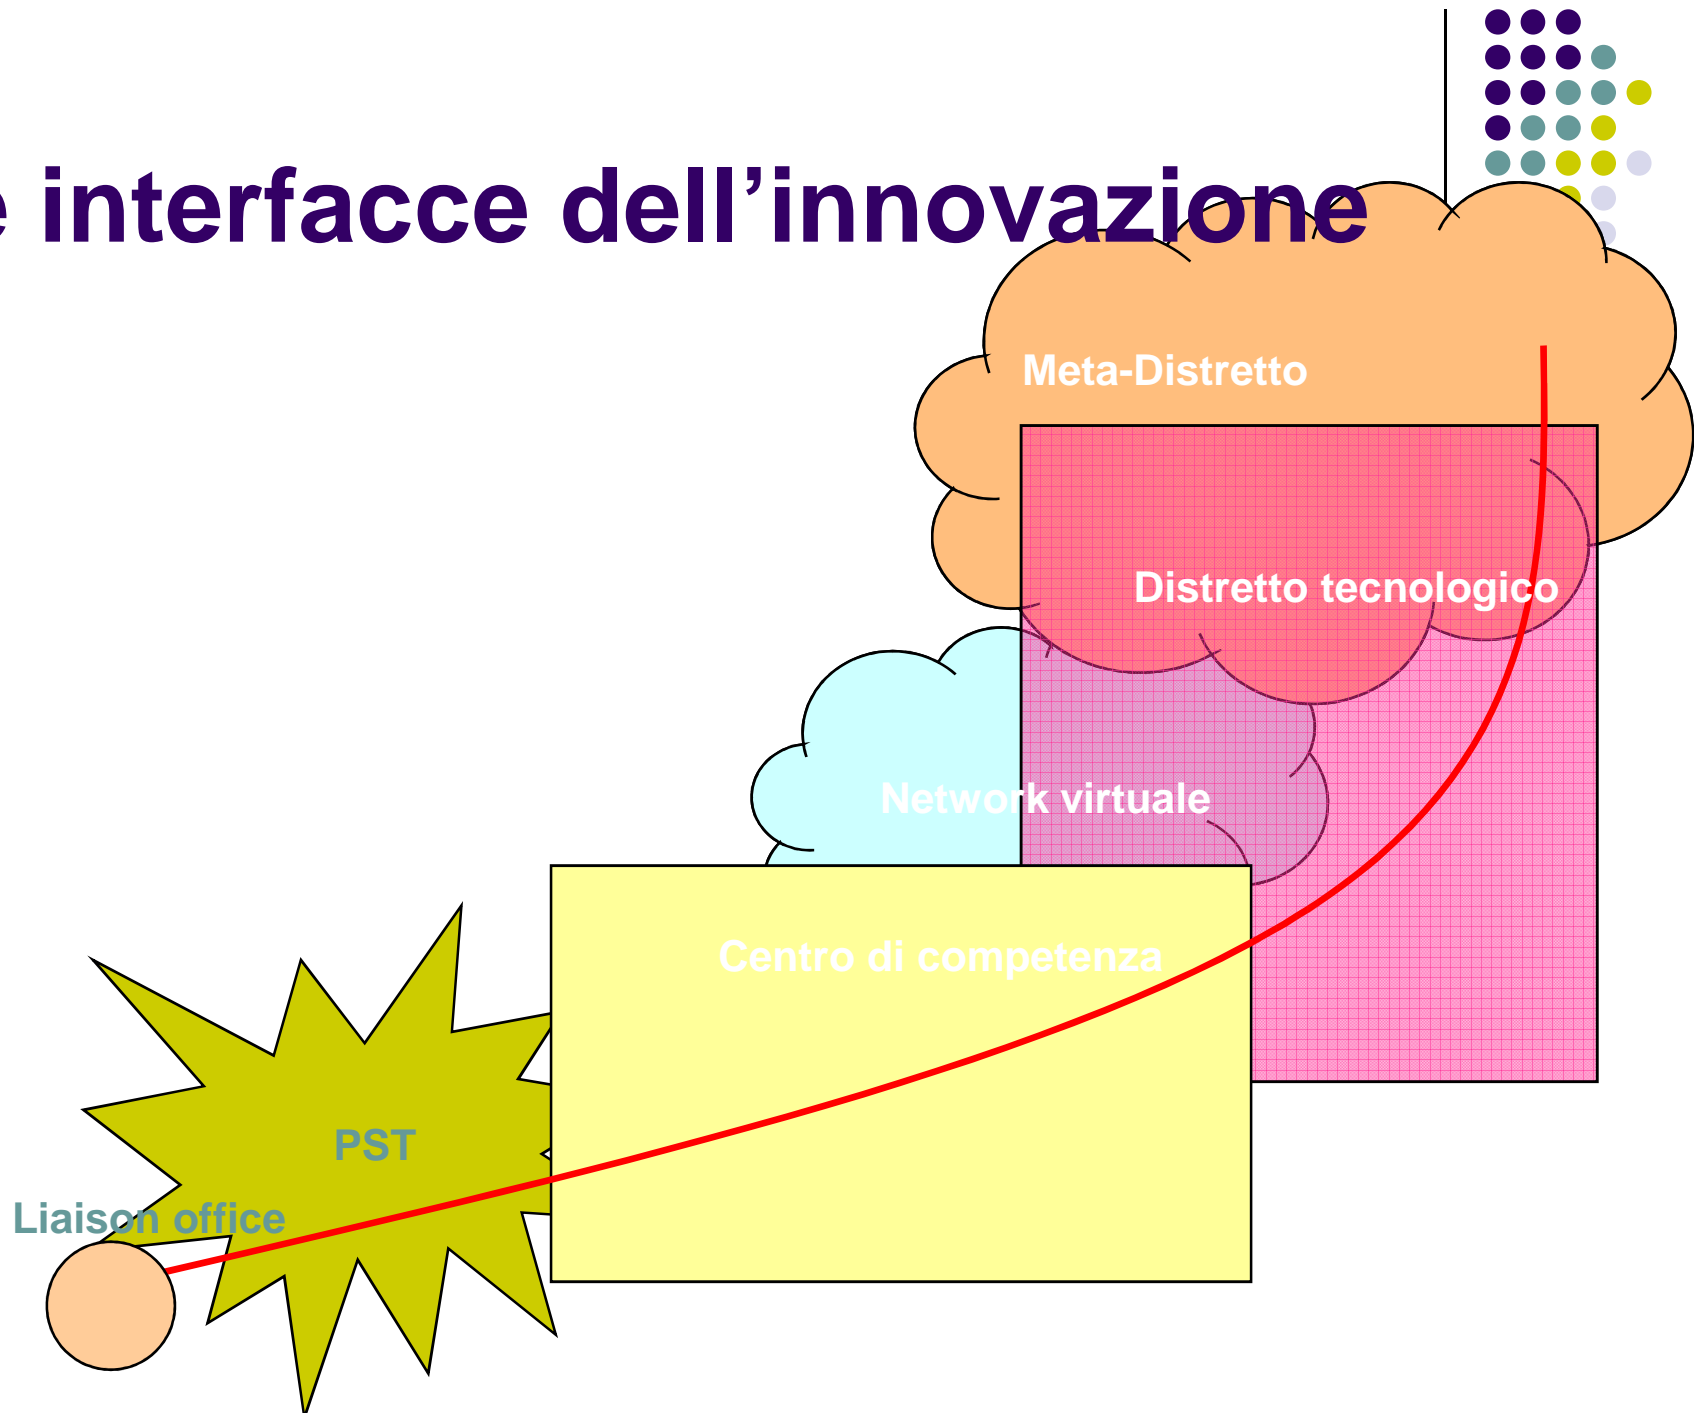 e interfacce dell’innovazione
Meta-Distretto
Distretto tecnologico
Network virtuale
Centro di competenza
PST
Liaison office